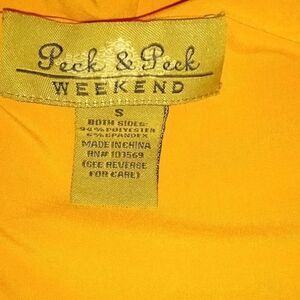 Peck & Peck
WEEKEND
S
BOTH SIDES:
94% POLYESTER
6% SPANDEX
MADE IN CHINA
RN# 103569
(SEE REVERSE
FOR CARE)